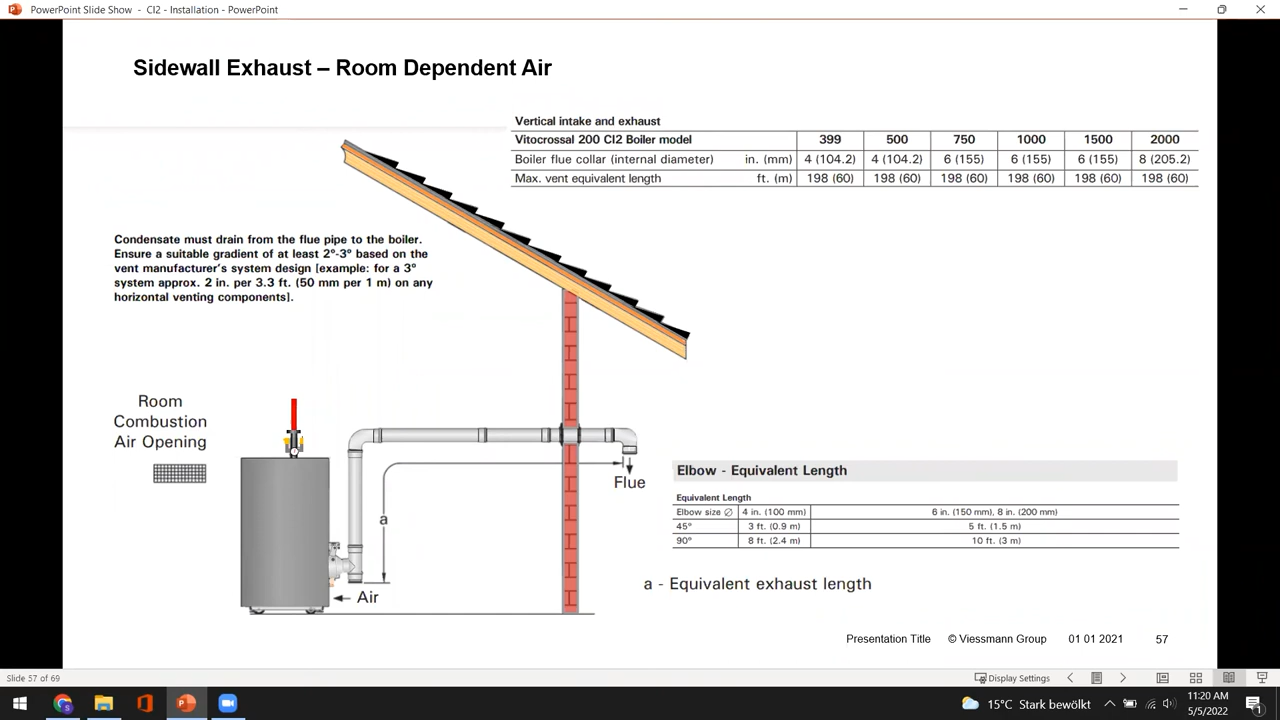 PowerPoint Slide Show - CI2 - Installation - PowerPoint
Sidewall Exhaust – Room Dependent Air
Vertical intake and exhaust
Vitocrossal 200 CI2 Boiler model 399 500 750 1000 1500 2000
Boiler flue collar (internal diameter) in. (mm) 4 (104.2) 4 (104.2) 6 (155) 6 (155) 6 (155) 8 (205.2)
Max. vent equivalent length ft. (m) 198 (60) 198 (60) 198 (60) 198 (60) 198 (60) 198 (60)
Condensate must drain from the flue pipe to the boiler.
Ensure a suitable gradient of at least 2°-3° based on the
vent manufacturer's system design [example: for a 3°
system approx. 2 in. per 3.3 ft. (50 mm per 1 m) on any
horizontal venting components].
Room
Combustion
Air Opening
Flue
a
Air
Elbow - Equivalent Length
Equivalent Length
Elbow size ∅ 4 in. (100 mm) 6 in. (150 mm), 8 in. (200 mm)
45° 3 ft. (0.9 m) 5 ft. (1.5 m)
90° 8 ft. (2.4 m) 10 ft. (3 m)
a - Equivalent exhaust length
Presentation Title © Viessmann Group 01 01 2021 57
Slide 57 of 69
Display Settings
15°C Stark bewölkt
11:20 AM
5/5/2022
1